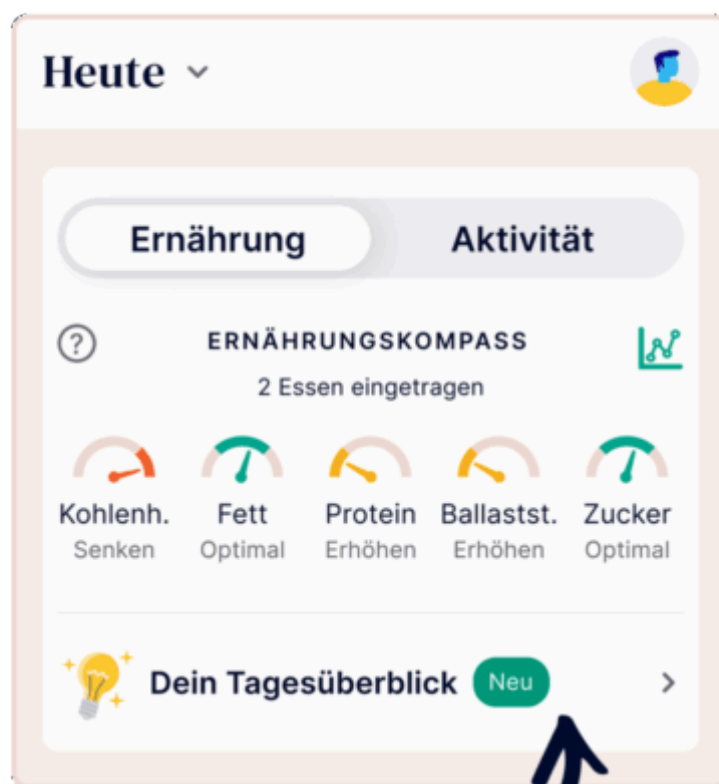 Heute
Ernährung Aktivität
?
ERNÄHRUNGSKOMPASS
2 Essen eingetragen
Kohlenh. Fett Protein Ballastst. Zucker
Senken Optimal Erhöhen Erhöhen Optimal
Dein Tagesüberblick Neu